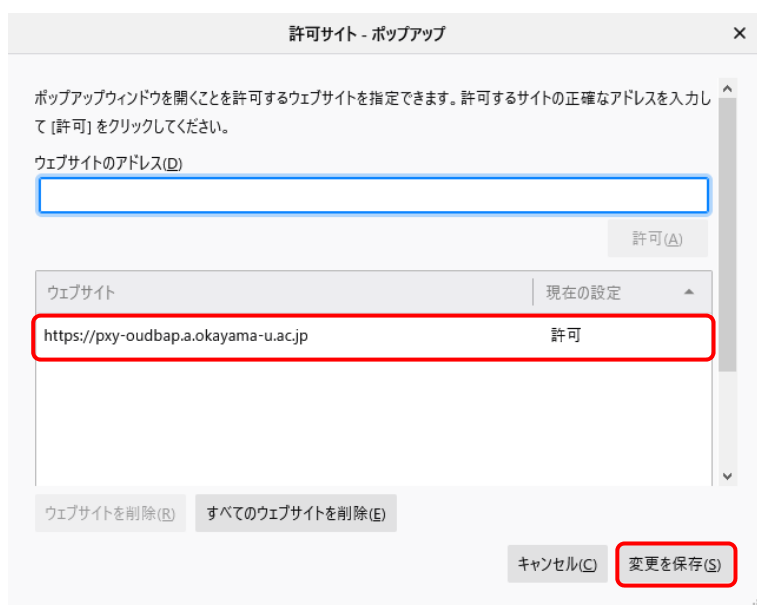 許可サイト - ポップアップ
ポップアップウィンドウを開くことを許可するウェブサイトを指定できます。許可するサイトの正確なアドレスを入力し
て [許可] をクリックしてください。
ウェブサイトのアドレス(D)
許可(A)
ウェブサイト 現在の設定
https://pxy-oudbap.a.okayama-u.ac.jp 許可
ウェブサイトを削除(R) すべてのウェブサイトを削除(E)
キャンセル(C) 変更を保存(S)